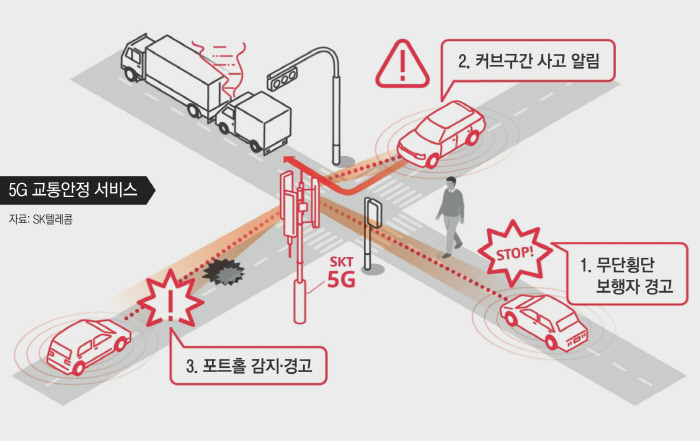 5G 교통안정 서비스
자료: SK텔레콤
2. 커브구간 사고 알림
STOP!
1. 무단횡단
보행자 경고
SKT
5G
3. 포트홀 감지·경고